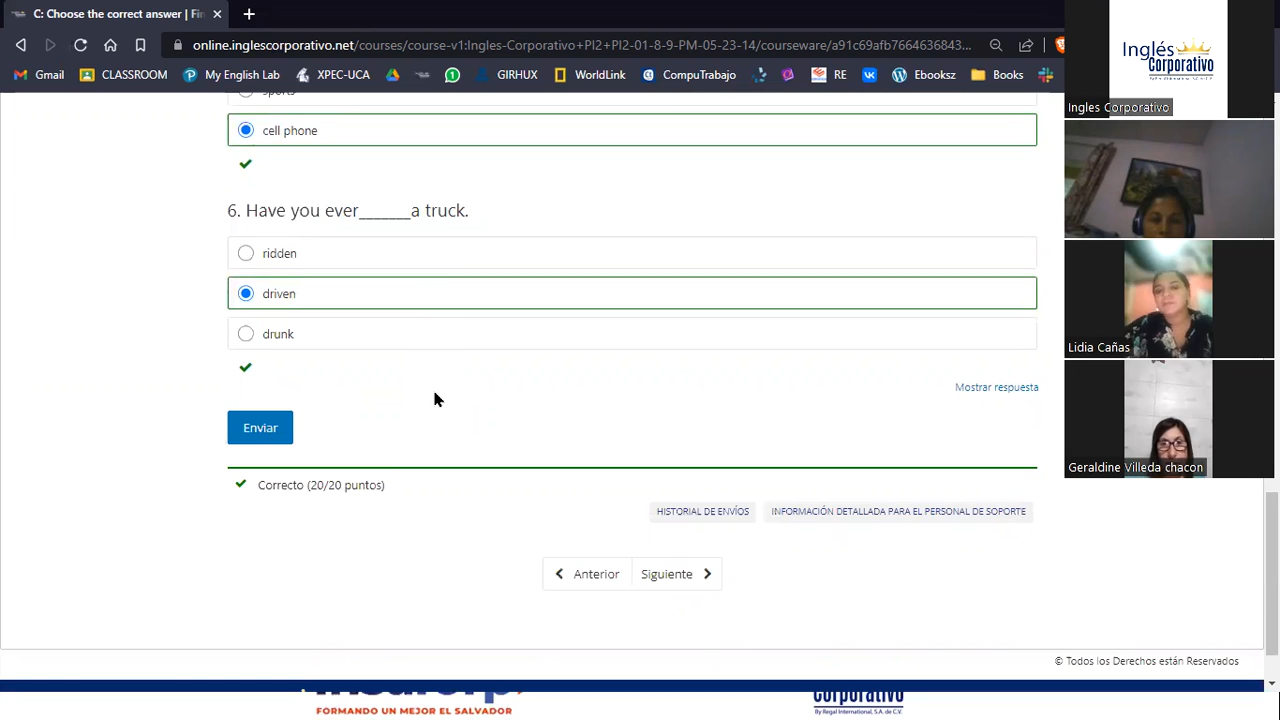 C: Choose the correct answer | Fin
online.inglescorporativo.net/courses/course-v1:Ingles-Corporativo+PI2+PI2-01-8-9-PM-05-23-14/courseware/a91c69afb7664636843...
Gmail
CLASSROOM
My English Lab
XPEC-UCA
GIRHUX
WorldLink
CompuTrabajo
RE
Worksz
Books
Inglés
Corporativo
Ingles Corporativo
sports
cell phone
6. Have you ever_______a truck.
ridden
driven
drunk
Mostrar respuesta
Enviar
Correcto (20/20 puntos)
HISTORIAL DE ENVÍOS
INFORMACIÓN DETALLADA PARA EL PERSONAL DE SOPORTE
Anterior
Siguiente
Lidia Cañas
Geraldine Villeda chacon
© Todos los Derechos están Reservados
FORMANDO UN MEJOR EL SALVADOR
corporativo
By Regal International, S.A. de C.V.